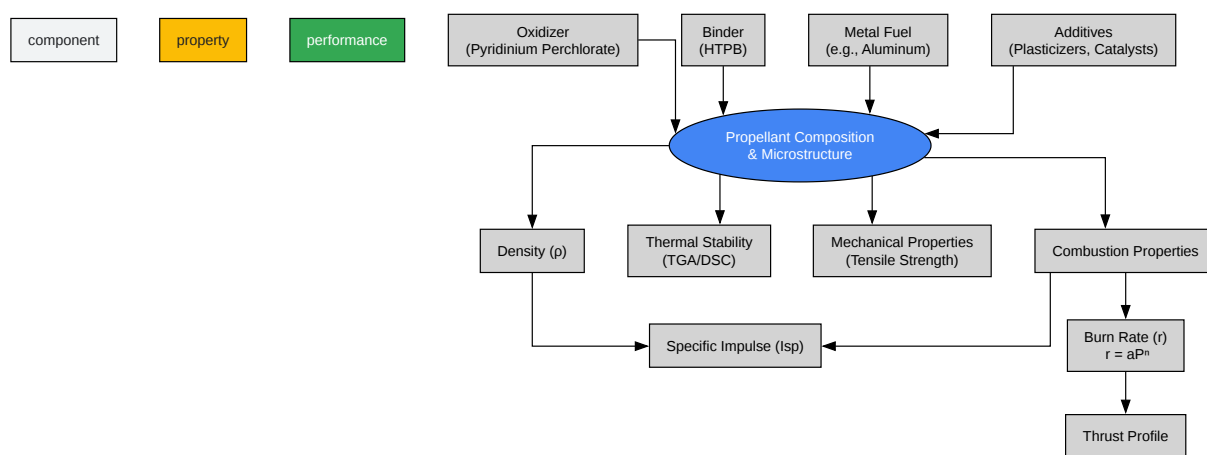 component
property
performance
Oxidizer
(Pyridinium Perchlorate)
Binder
(HTPB)
Metal Fuel
(e.g., Aluminum)
Additives
(Plasticizers, Catalysts)
Propellant Composition
& Microstructure
Density (ρ)
Thermal Stability
(TGA/DSC)
Mechanical Properties
(Tensile Strength)
Combustion Properties
Specific Impulse (Isp)
Burn Rate (r)
r = aPⁿ
Thrust Profile